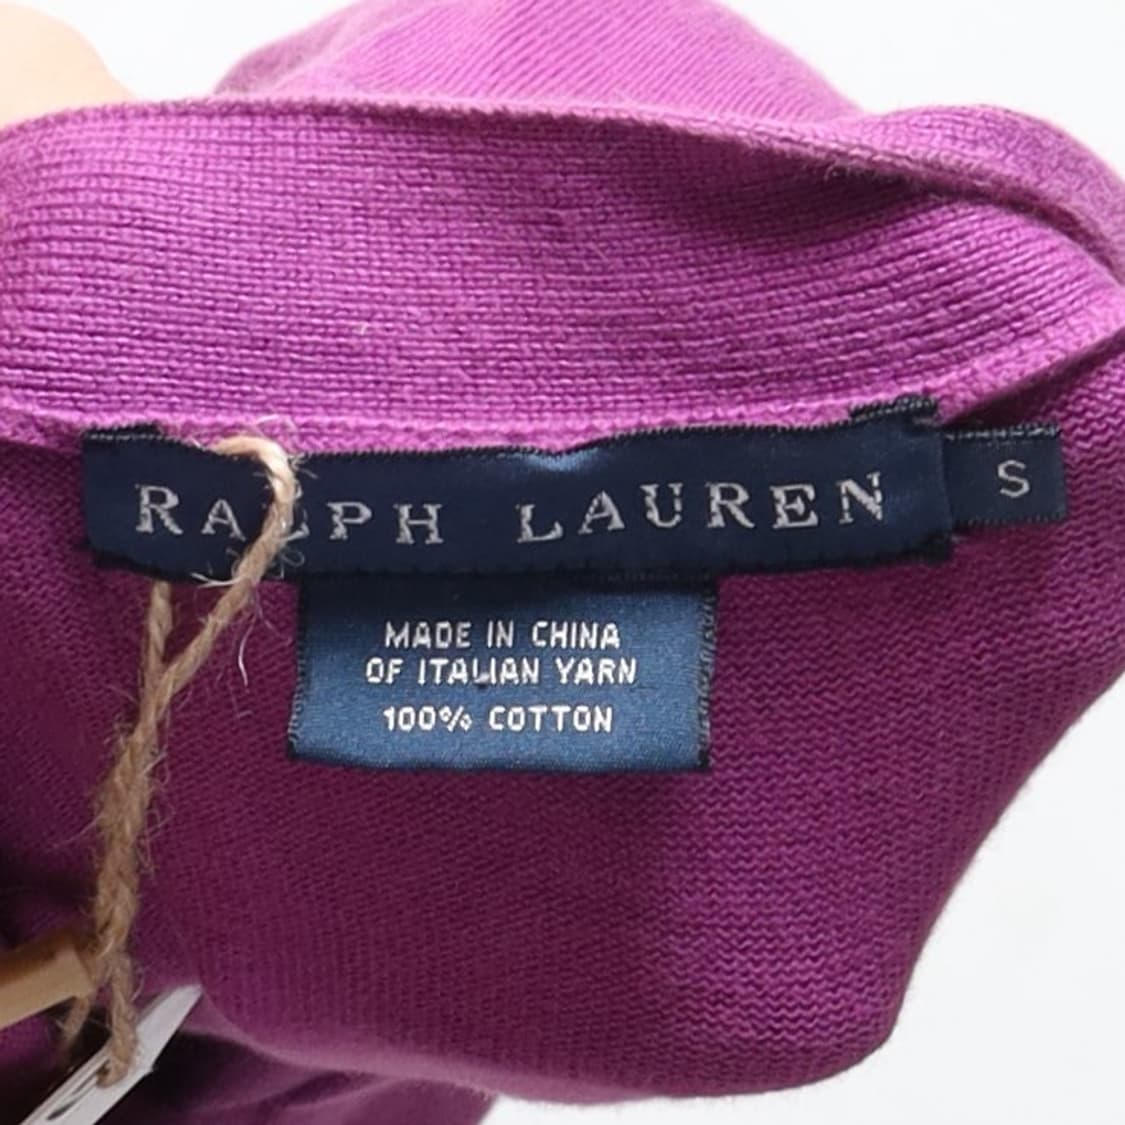 RALPH LAUREN S
MADE IN CHINA
OF ITALIAN YARN
100% COTTON